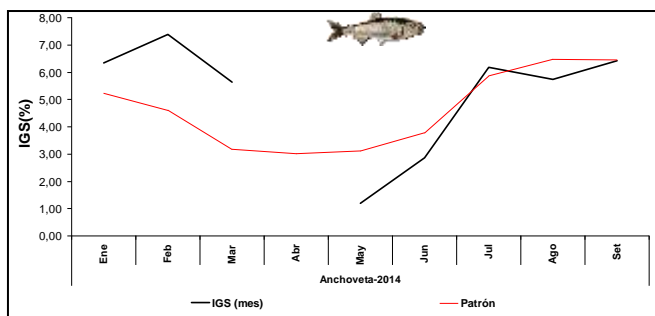 8,00
7,00
6,00
5,00
4,00
3,00
2,00
1,00
0,00
IGS(%)
Ene Feb Mar Abr May Jun Jul Ago Set
Anchoveta-2014
IGS (mes) Patrón